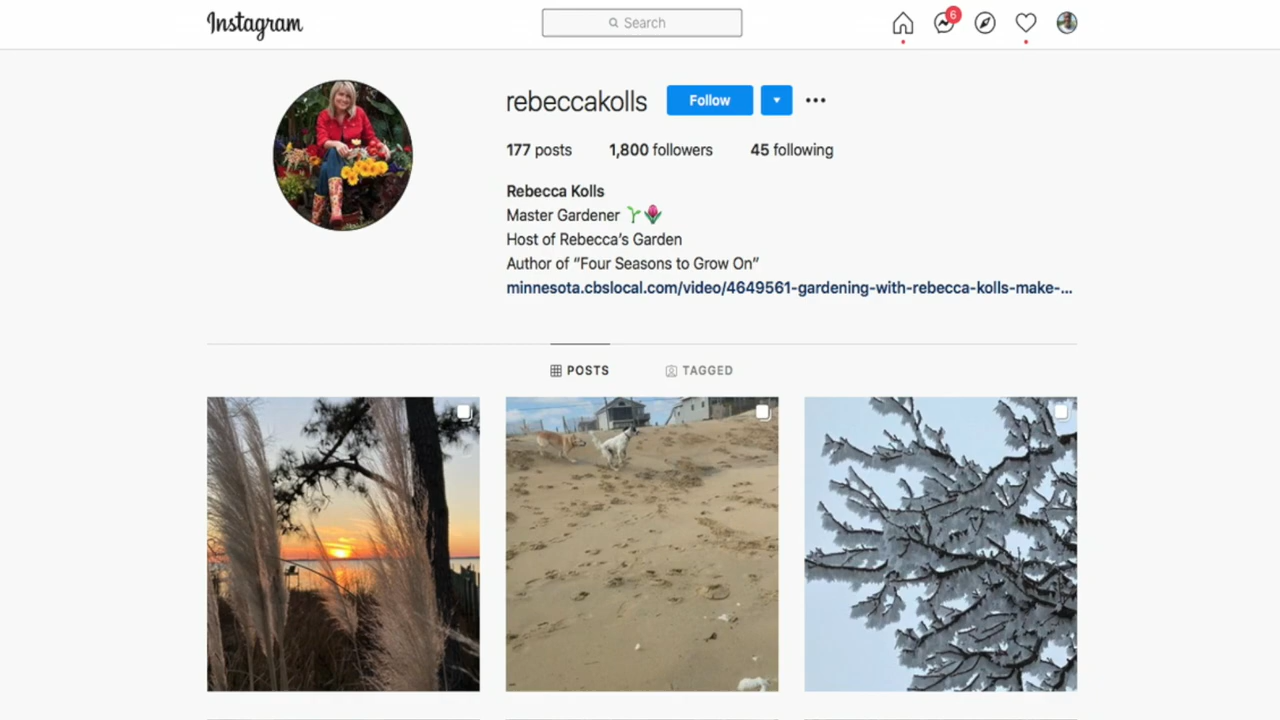 Instagram
Search
6
rebeccakolls
Follow
177 posts 1,800 followers 45 following
Rebecca Kolls
Master Gardener 🌱🌷
Host of Rebecca’s Garden
Author of “Four Seasons to Grow On”
minnesota.cbslocal.com/video/4649561-gardening-with-rebecca-kolls-make-...
POSTS TAGGED